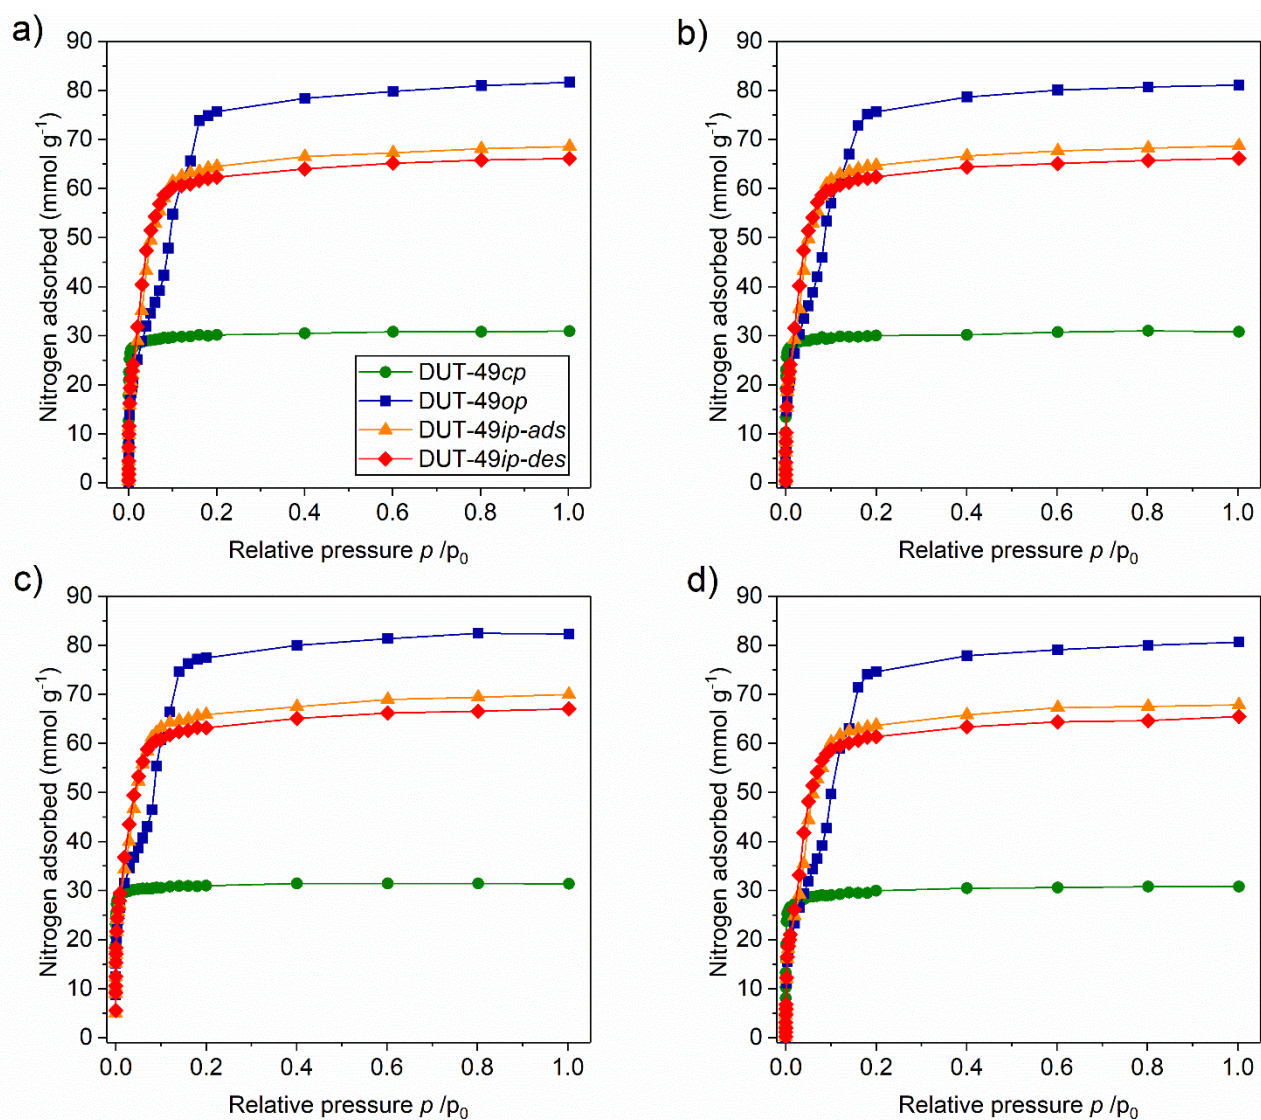 a)
Nitrogen adsorbed (mmol g⁻¹)
90
80
70
60
50
40
30
20
10
0
DUT-49cp
DUT-49op
DUT-49ip-ads
DUT-49ip-des
0.0 0.2 0.4 0.6 0.8 1.0
Relative pressure p /p₀
b)
Nitrogen adsorbed (mmol g⁻¹)
90
80
70
60
50
40
30
20
10
0
0.0 0.2 0.4 0.6 0.8 1.0
Relative pressure p /p₀
c)
Nitrogen adsorbed (mmol g⁻¹)
90
80
70
60
50
40
30
20
10
0
0.0 0.2 0.4 0.6 0.8 1.0
Relative pressure p /p₀
d)
Nitrogen adsorbed (mmol g⁻¹)
90
80
70
60
50
40
30
20
10
0
0.0 0.2 0.4 0.6 0.8 1.0
Relative pressure p /p₀